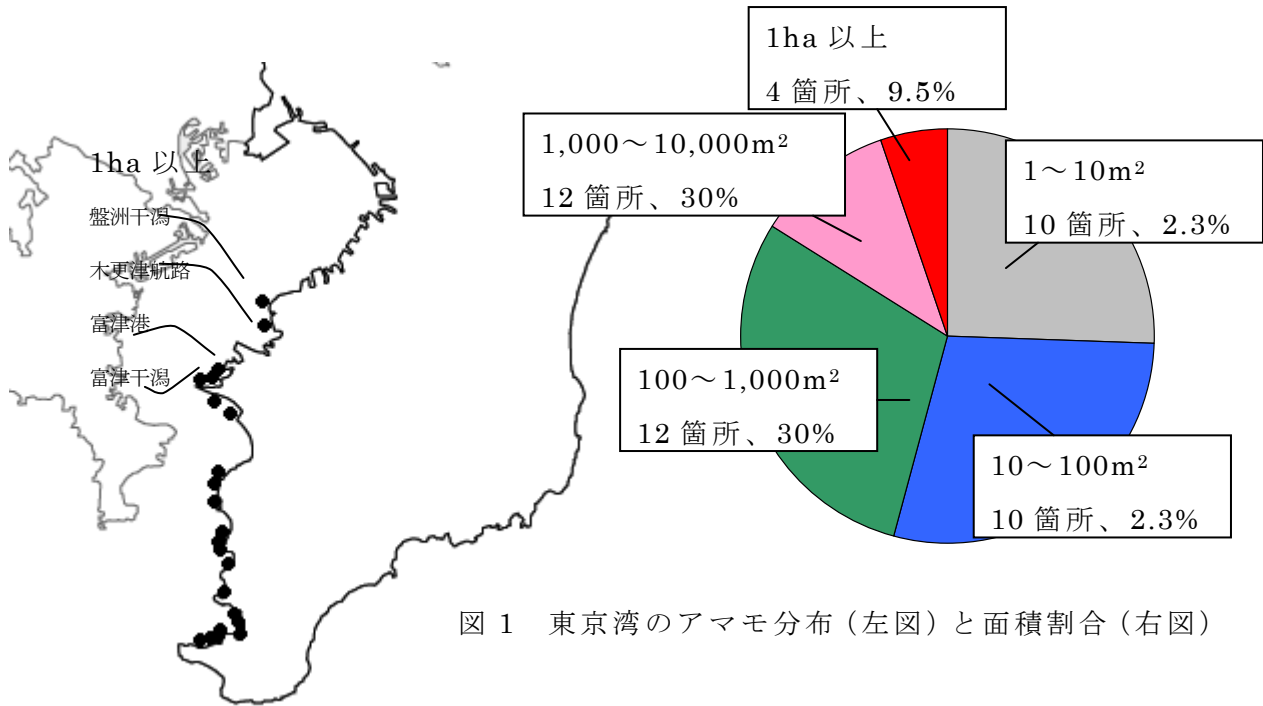 1ha 以上
盤洲干潟
木更津航路
富津港
富津干潟
1ha 以上
4 箇所、9.5%
1,000～10,000m²
12 箇所、30%
1～10m²
10 箇所、2.3%
100～1,000m²
12 箇所、30%
10～100m²
10 箇所、2.3%
図 1　東京湾のアマモ分布（左図）と面積割合（右図）